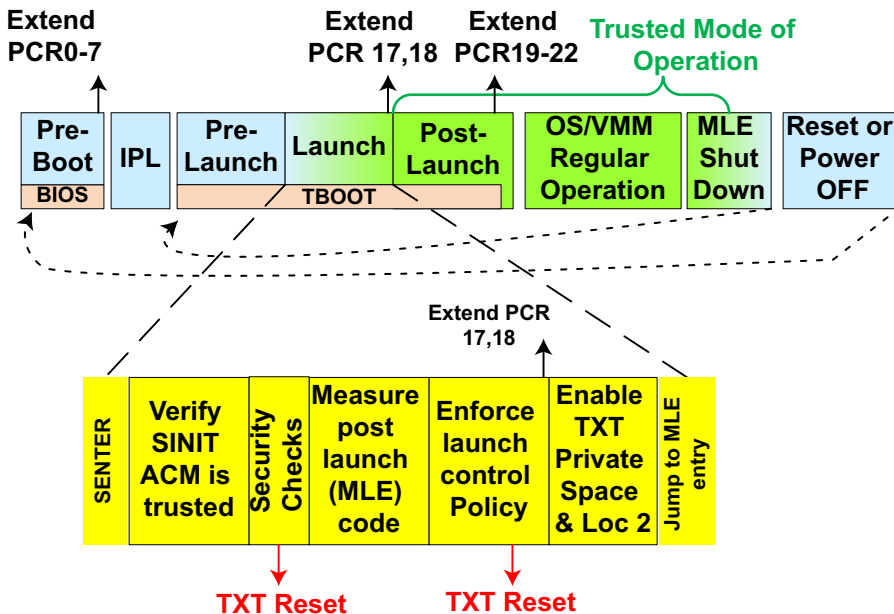 Extend
PCR0-7
Extend
PCR 17,18
Extend
PCR19-22
Trusted Mode of
Operation
Pre-
Boot
BIOS
IPL
Pre-
Launch
Launch
Post-
Launch
TBOOT
OS/VMM
Regular
Operation
MLE
Shut
Down
Reset or
Power
OFF
Extend PCR
17,18
SENTER
Verify
SINIT
ACM is
trusted
Security
Checks
Measure
post
launch
(MLE)
code
Enforce
launch
control
Policy
Enable
TXT
Private
Space
& Loc 2
Jump to MLE
entry
TXT Reset
TXT Reset